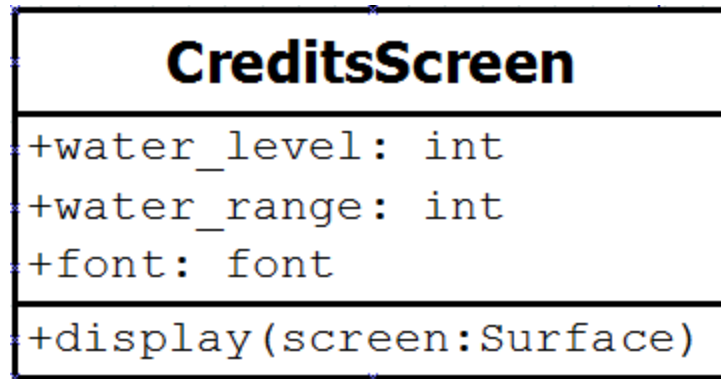 CreditsScreen
+water_level: int
+water_range: int
+font: font
+display(screen:Surface)